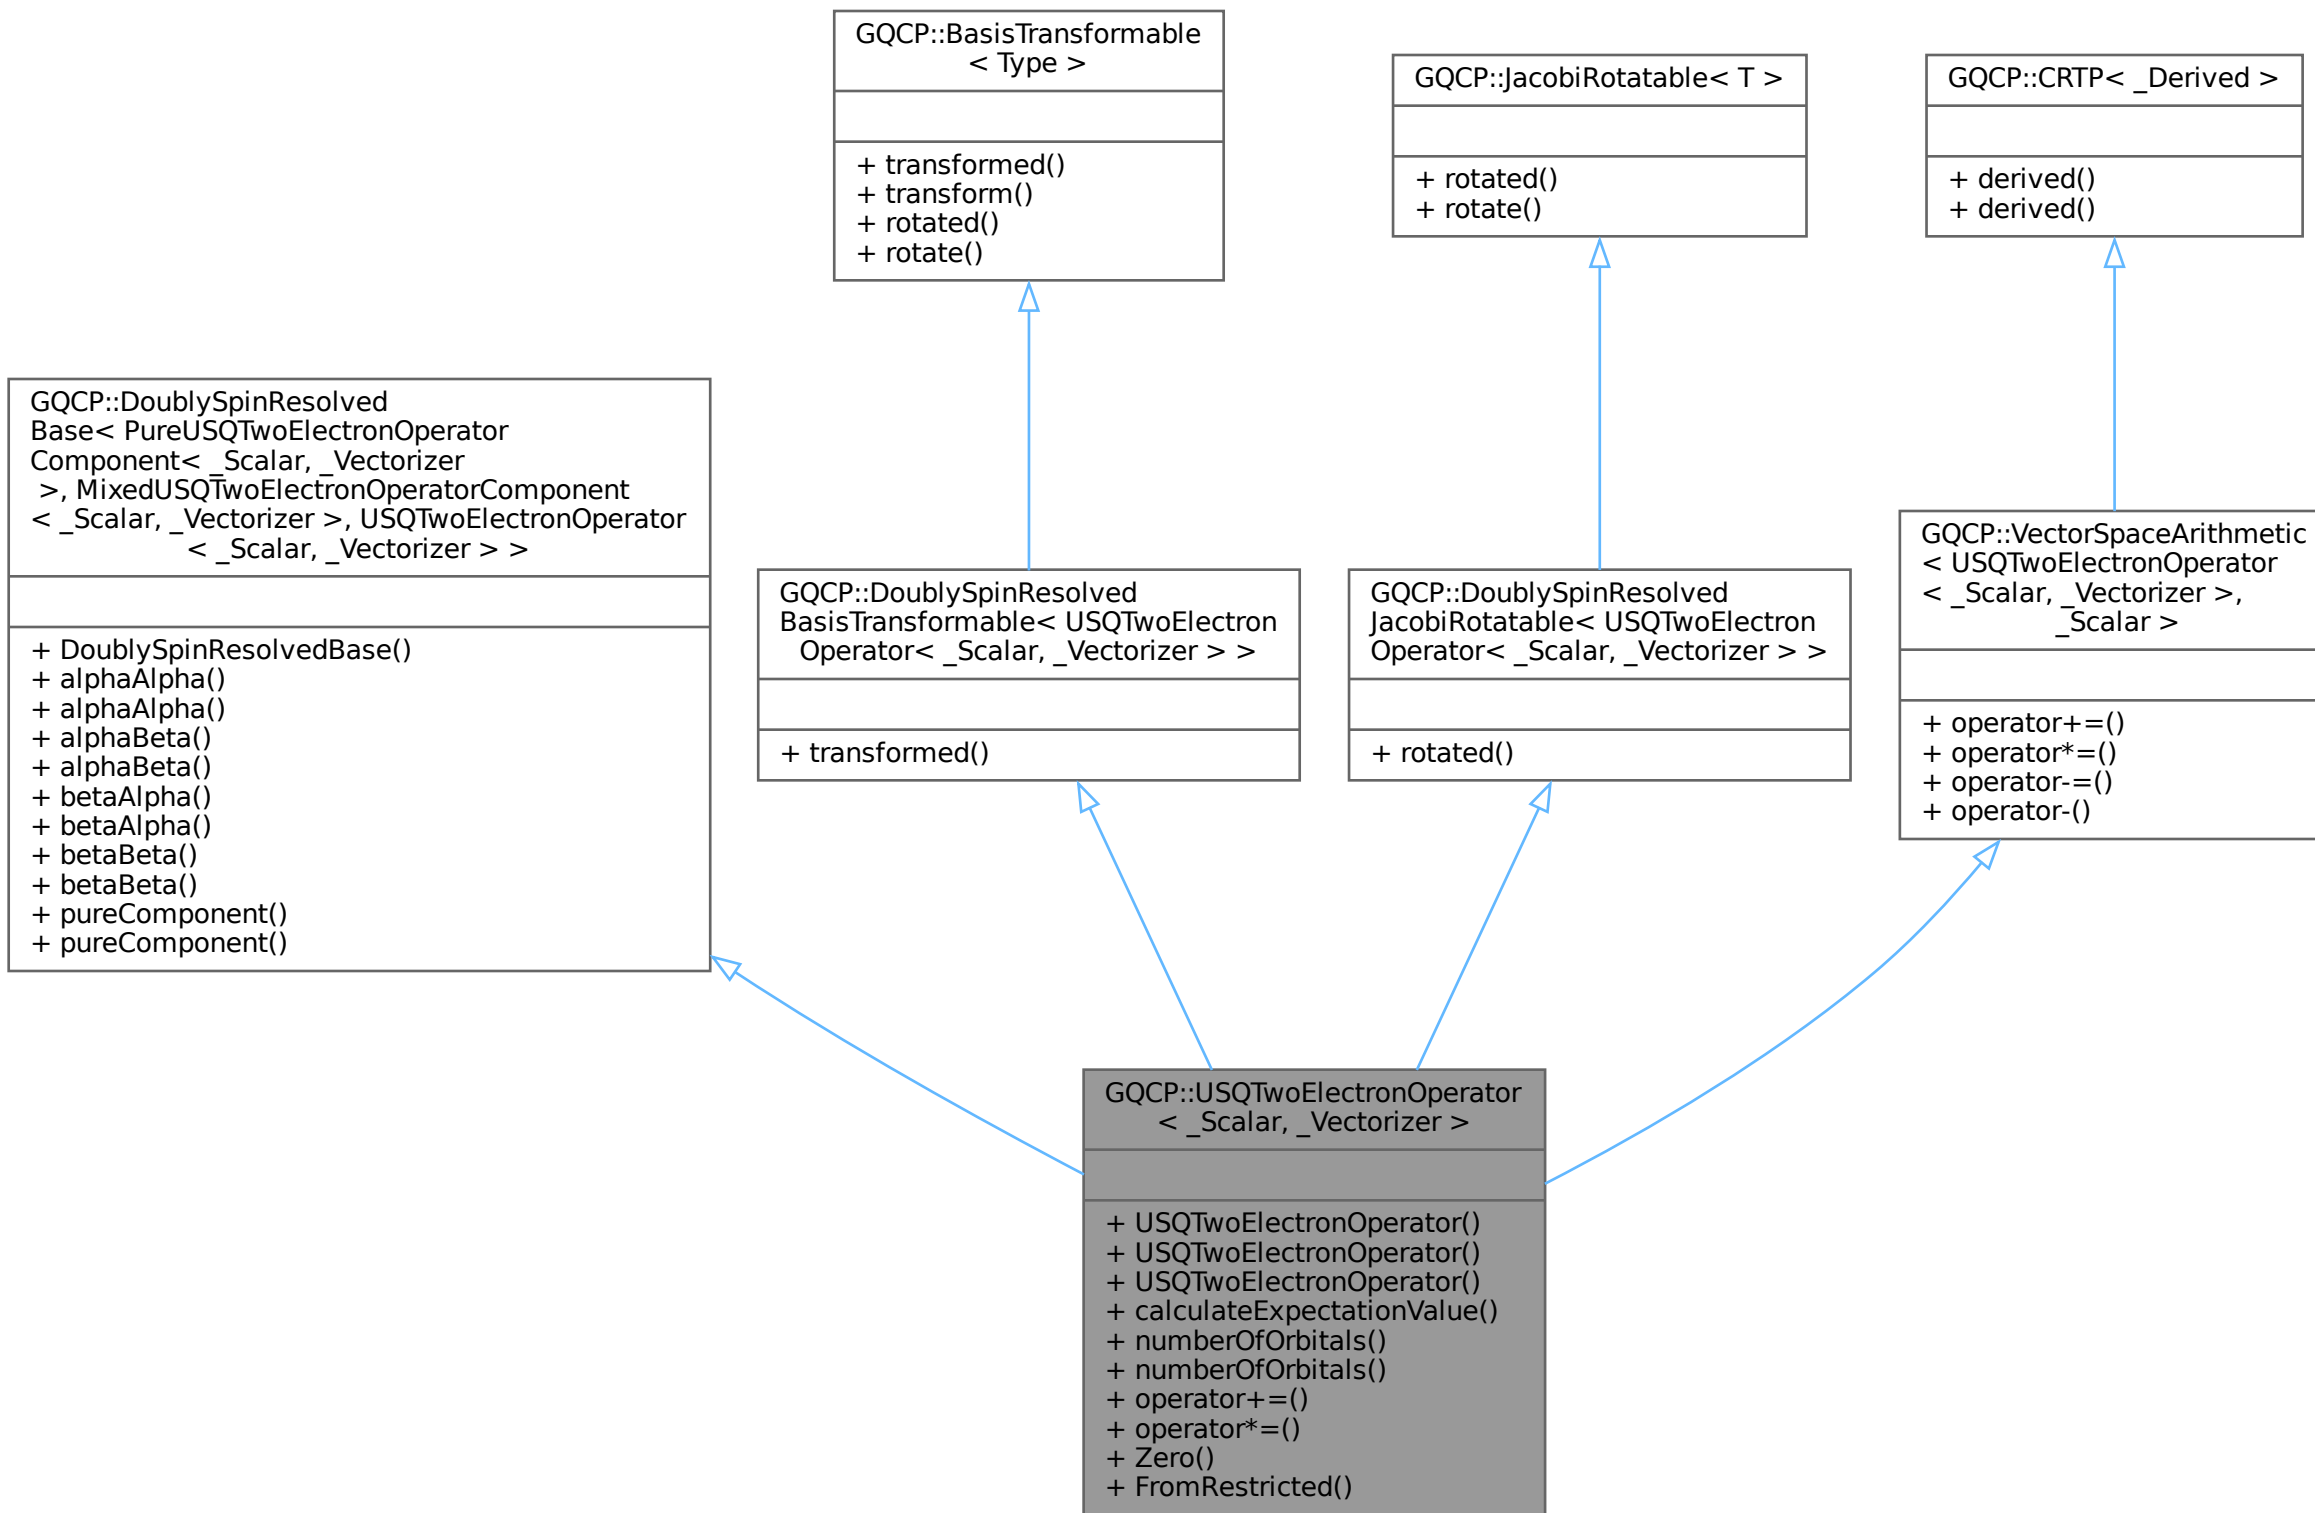 GQCP::BasisTransformable
< Type >
+ transformed()
+ transform()
+ rotated()
+ rotate()
GQCP::JacobiRotatable< T >
+ rotated()
+ rotate()
GQCP::CRTP< _Derived >
+ derived()
+ derived()
GQCP::DoublySpinResolved
Base< PureUSQTwoElectronOperator
Component< _Scalar, _Vectorizer
>, MixedUSQTwoElectronOperatorComponent
< _Scalar, _Vectorizer >, USQTwoElectronOperator
< _Scalar, _Vectorizer > >
+ DoublySpinResolvedBase()
+ alphaAlpha()
+ alphaAlpha()
+ alphaBeta()
+ alphaBeta()
+ betaAlpha()
+ betaAlpha()
+ betaBeta()
+ betaBeta()
+ pureComponent()
+ pureComponent()
GQCP::DoublySpinResolved
BasisTransformable< USQTwoElectron
Operator< _Scalar, _Vectorizer > >
+ transformed()
GQCP::DoublySpinResolved
JacobiRotatable< USQTwoElectron
Operator< _Scalar, _Vectorizer > >
+ rotated()
GQCP::VectorSpaceArithmetic
< USQTwoElectronOperator
< _Scalar, _Vectorizer >,
_Scalar >
+ operator+=()
+ operator*=()
+ operator-=()
+ operator-()
GQCP::USQTwoElectronOperator
< _Scalar, _Vectorizer >
+ USQTwoElectronOperator()
+ USQTwoElectronOperator()
+ USQTwoElectronOperator()
+ calculateExpectationValue()
+ numberOfOrbitals()
+ numberOfOrbitals()
+ operator+=()
+ operator*=()
+ Zero()
+ FromRestricted()